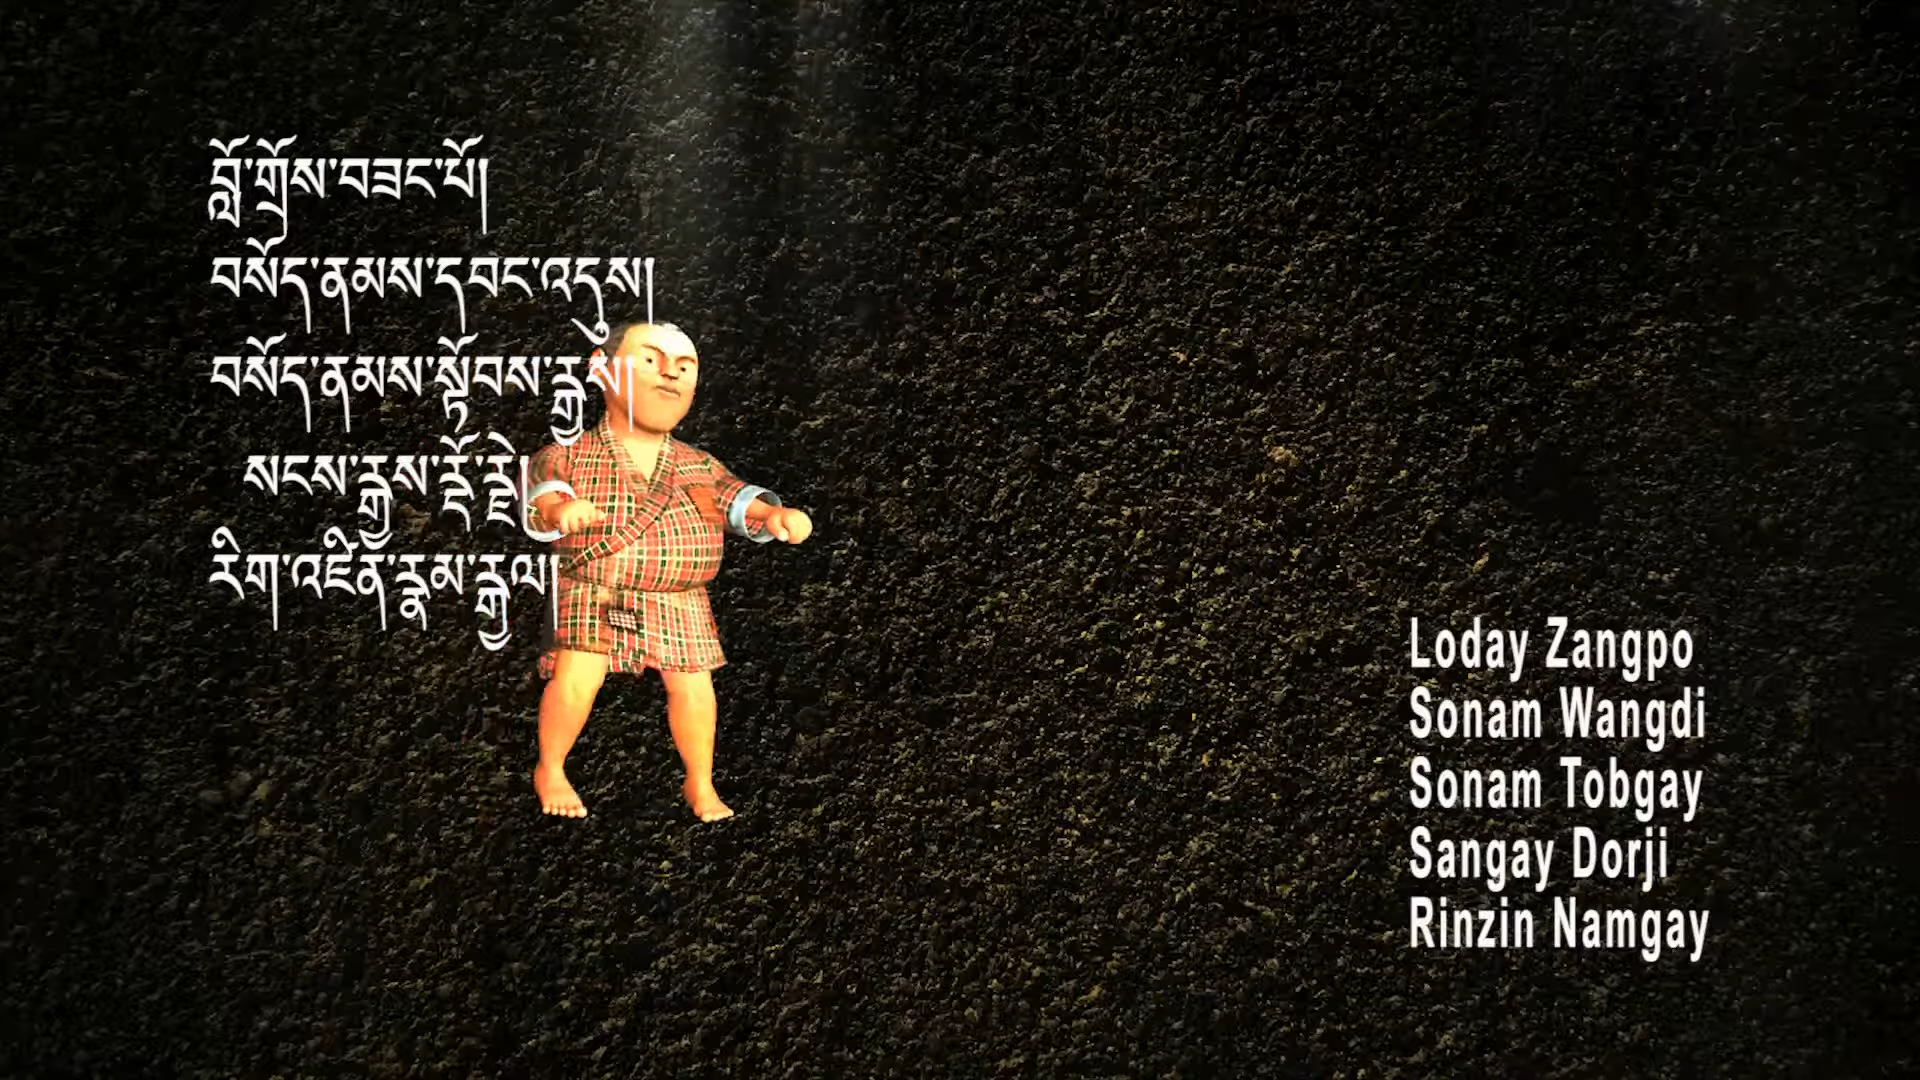 བློ་གྲོས་བཟང་པོ།
བསོད་ནམས་དབང་འདུས།
བསོད་ནམས་སྟོབས་རྒྱས།
སངས་རྒྱས་རྡོ་རྗེ།
རིག་འཛིན་རྣམ་རྒྱལ།
Loday Zangpo
Sonam Wangdi
Sonam Tobgay
Sangay Dorji
Rinzin Namgay